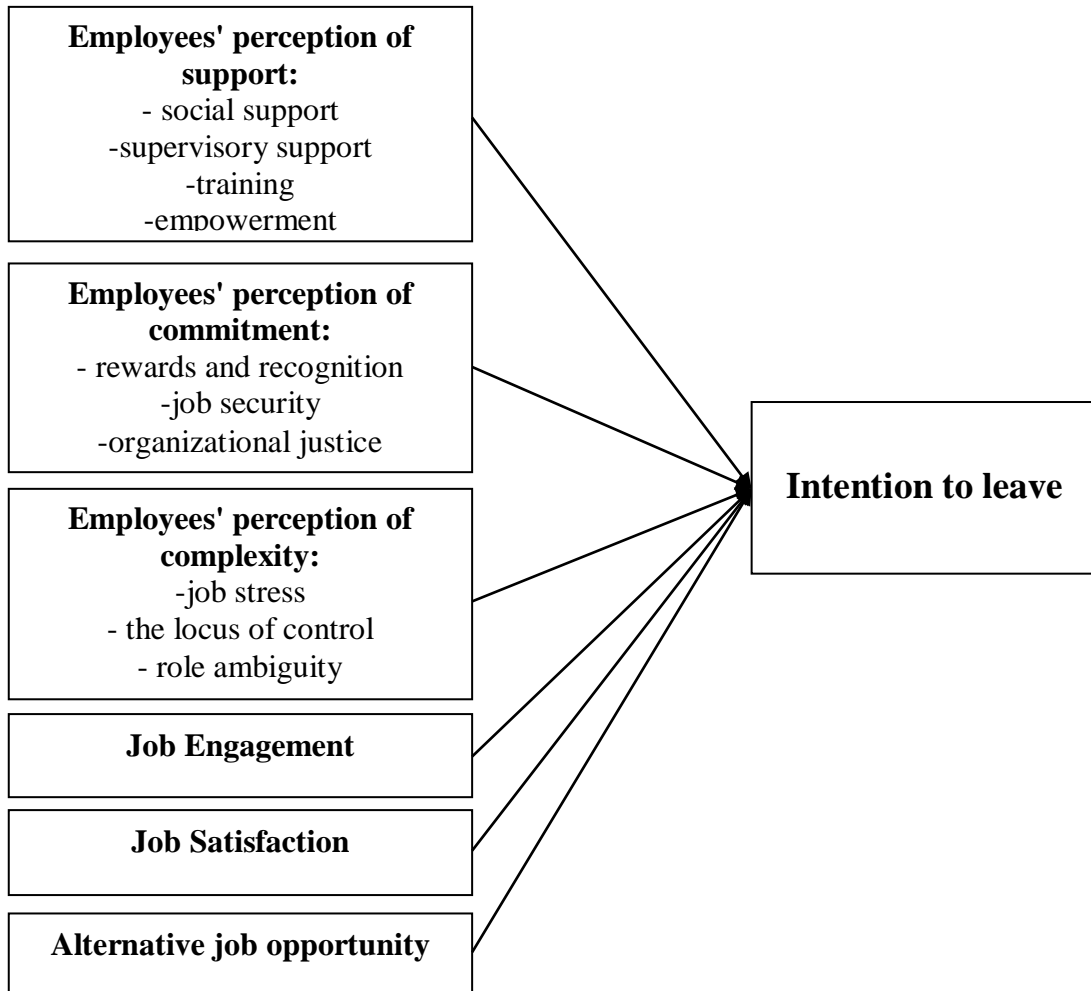 Employees' perception of
support:
- social support
-supervisory support
-training
-empowerment
Employees' perception of
commitment:
- rewards and recognition
-job security
-organizational justice
Employees' perception of
complexity:
-job stress
- the locus of control
- role ambiguity
Job Engagement
Job Satisfaction
Alternative job opportunity
Intention to leave